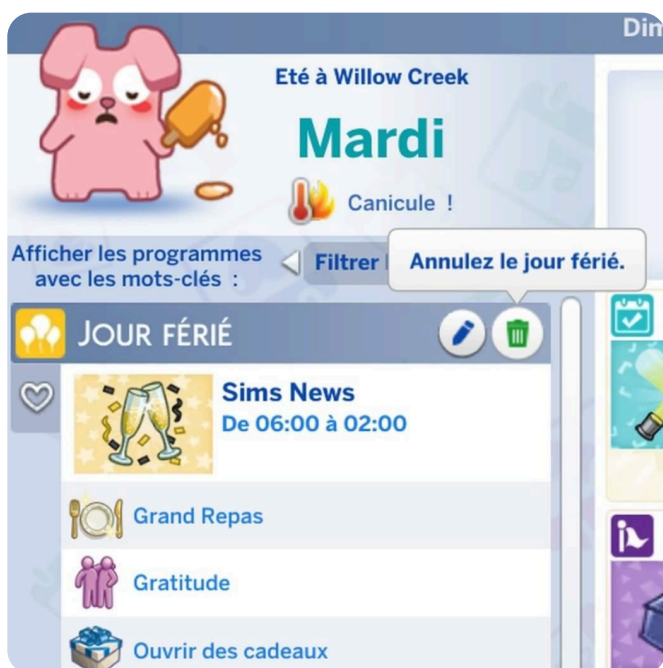 Dim
Eté à Willow Creek
Mardi
Canicule !
Afficher les programmes
avec les mots-clés :
Filtrer
Annulez le jour férié.
JOUR FÉRIÉ
Sims News
De 06:00 à 02:00
Grand Repas
Gratitude
Ouvrir des cadeaux